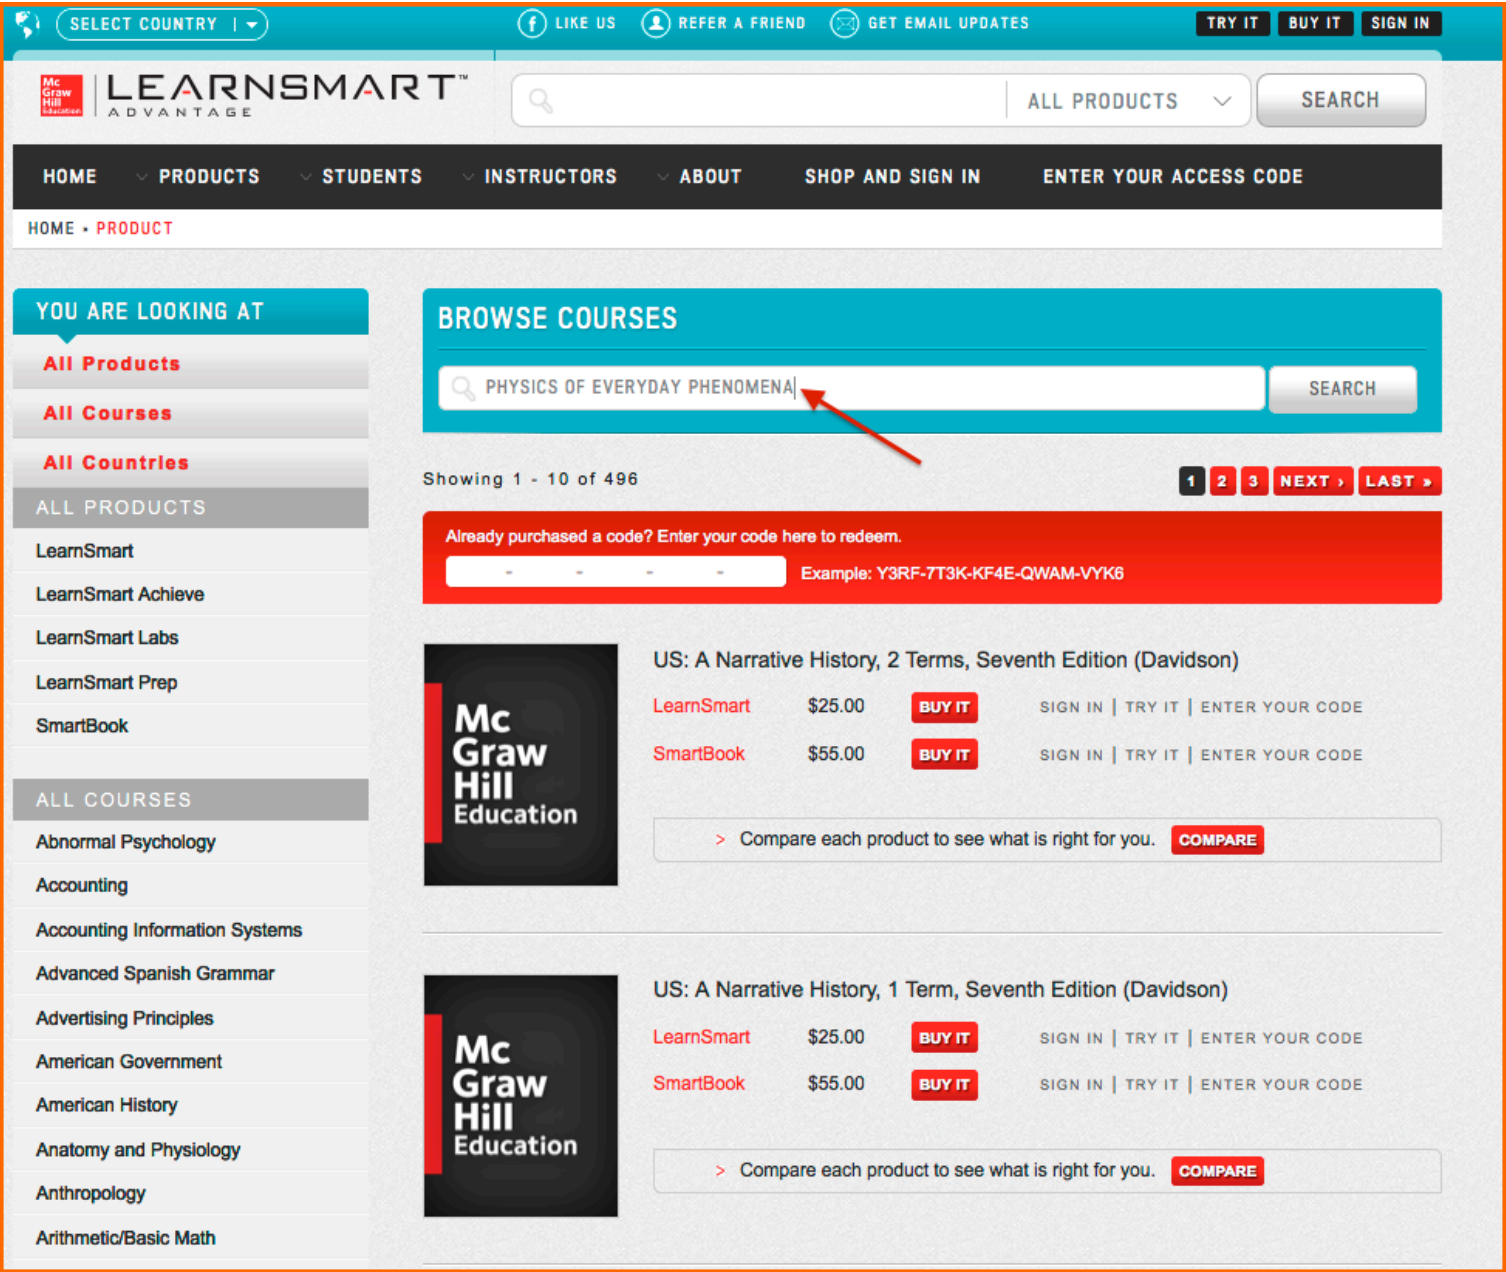 SELECT COUNTRY
LIKE US
REFER A FRIEND
GET EMAIL UPDATES
TRY IT
BUY IT
SIGN IN
Mc
Graw
Hill
Education
LEARNSMART™
ADVANTAGE
ALL PRODUCTS
SEARCH
HOME
PRODUCTS
STUDENTS
INSTRUCTORS
ABOUT
SHOP AND SIGN IN
ENTER YOUR ACCESS CODE
HOME • PRODUCT
YOU ARE LOOKING AT
All Products
All Courses
All Countries
ALL PRODUCTS
LearnSmart
LearnSmart Achieve
LearnSmart Labs
LearnSmart Prep
SmartBook
ALL COURSES
Abnormal Psychology
Accounting
Accounting Information Systems
Advanced Spanish Grammar
Advertising Principles
American Government
American History
Anatomy and Physiology
Anthropology
Arithmetic/Basic Math
BROWSE COURSES
PHYSICS OF EVERYDAY PHENOMENA
SEARCH
Showing 1 - 10 of 496
1 2 3 NEXT › LAST »
Already purchased a code? Enter your code here to redeem.
- - - - Example: Y3RF-7T3K-KF4E-QWAM-VYK6
Mc
Graw
Hill
Education
US: A Narrative History, 2 Terms, Seventh Edition (Davidson)
LearnSmart $25.00 BUY IT SIGN IN | TRY IT | ENTER YOUR CODE
SmartBook $55.00 BUY IT SIGN IN | TRY IT | ENTER YOUR CODE
> Compare each product to see what is right for you. COMPARE
Mc
Graw
Hill
Education
US: A Narrative History, 1 Term, Seventh Edition (Davidson)
LearnSmart $25.00 BUY IT SIGN IN | TRY IT | ENTER YOUR CODE
SmartBook $55.00 BUY IT SIGN IN | TRY IT | ENTER YOUR CODE
> Compare each product to see what is right for you. COMPARE